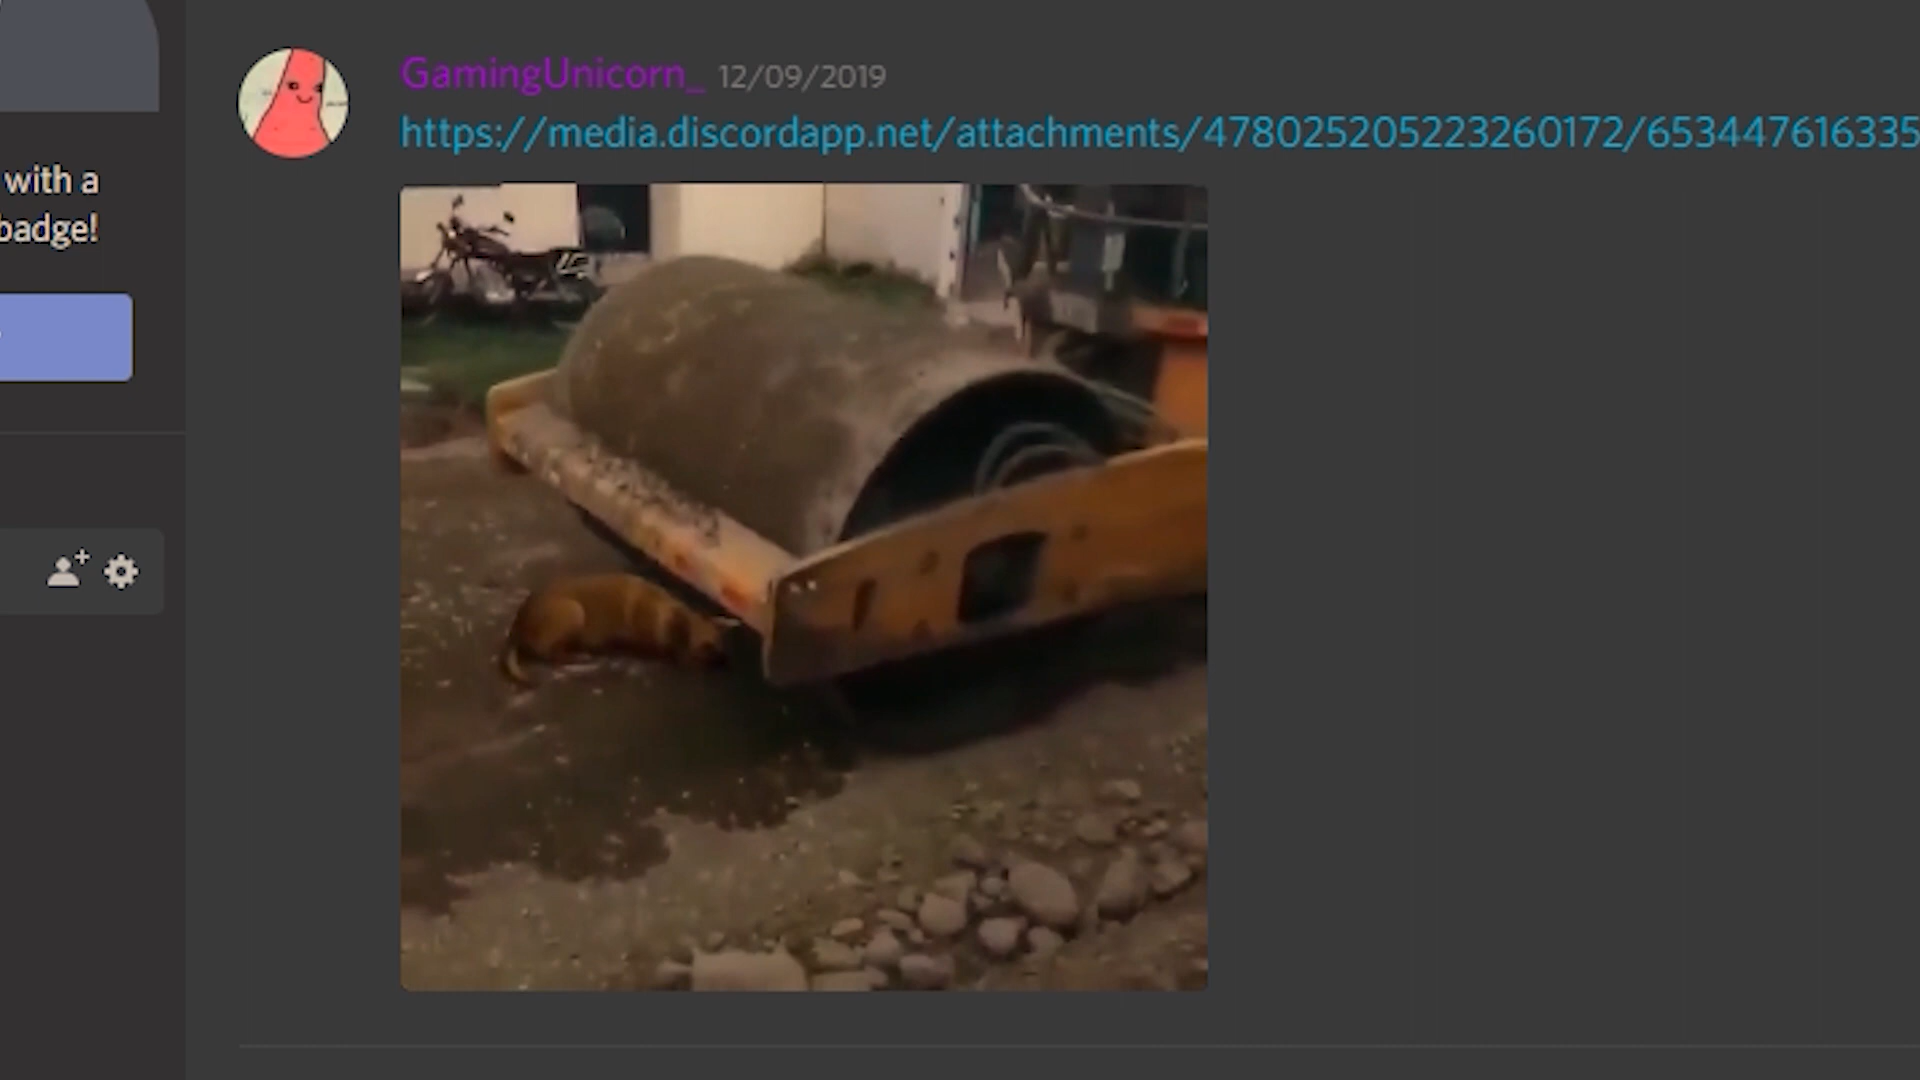 GamingUnicorn_ 12/09/2019
https://media.discordapp.net/attachments/478025205223260172/653447616335
with a
badge!